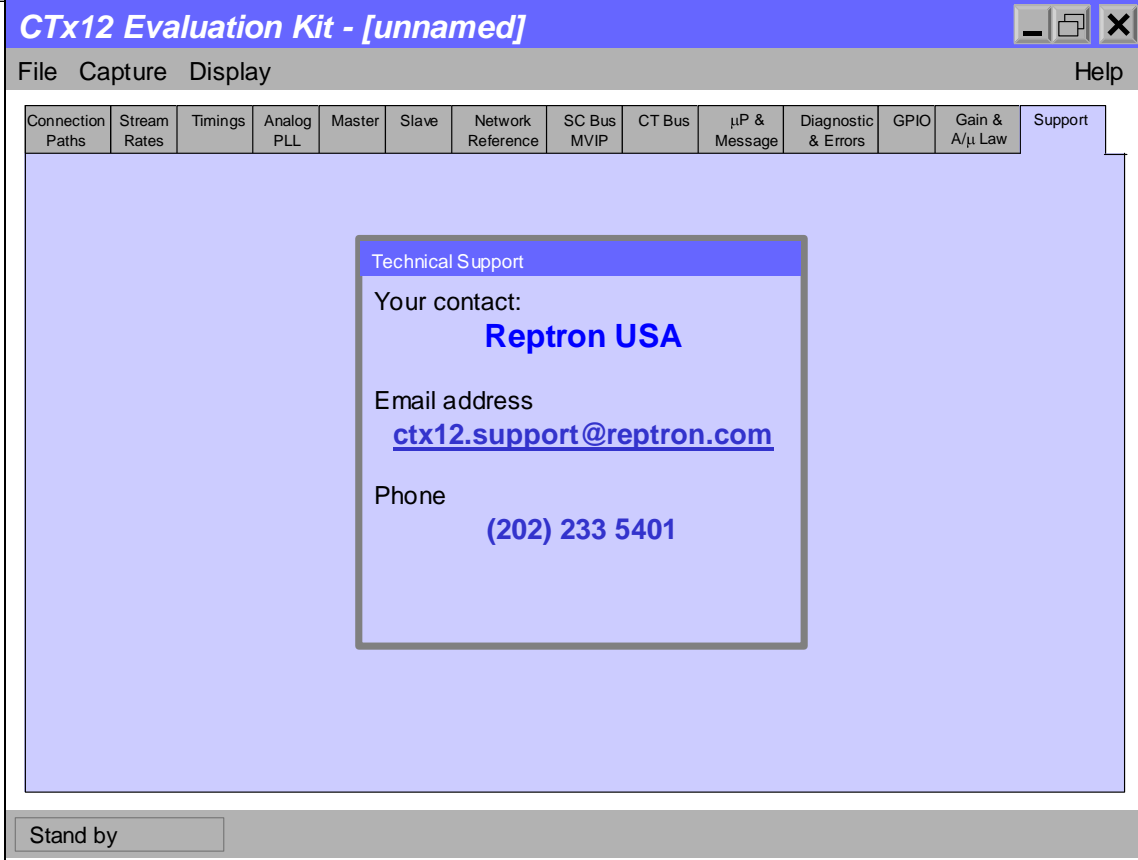 CTx12 Evaluation Kit - [unnamed]
File Capture Display Help
Connection Paths
Stream Rates
Timings
Analog PLL
Master
Slave
Network Reference
SC Bus MVIP
CT Bus
µP & Message
Diagnostic & Errors
GPIO
Gain & A/µ Law
Support
Technical Support
Your contact:
Reptron USA
Email address
ctx12.support@reptron.com
Phone
(202) 233 5401
Stand by